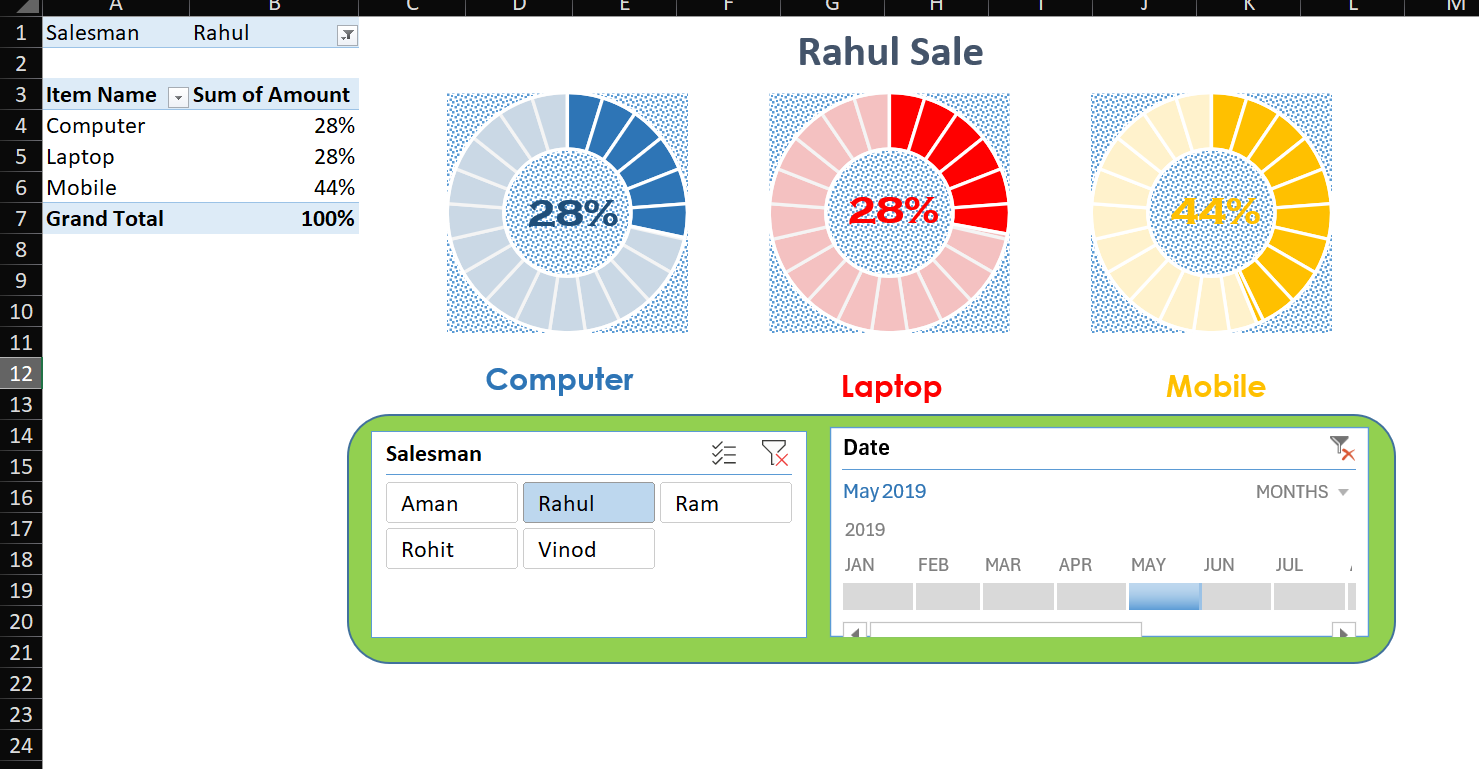 A B C D E F G H I J K L M
1 Salesman Rahul
2
3 Item Name Sum of Amount
4 Computer 28%
5 Laptop 28%
6 Mobile 44%
7 Grand Total 100%
8
9
10
11
12
13
14
15
16
17
18
19
20
21
22
23
24
Rahul Sale
28% 28% 44%
Computer Laptop Mobile
Salesman
Aman Rahul Ram
Rohit Vinod
Date
May 2019 MONTHS
2019
JAN FEB MAR APR MAY JUN JUL